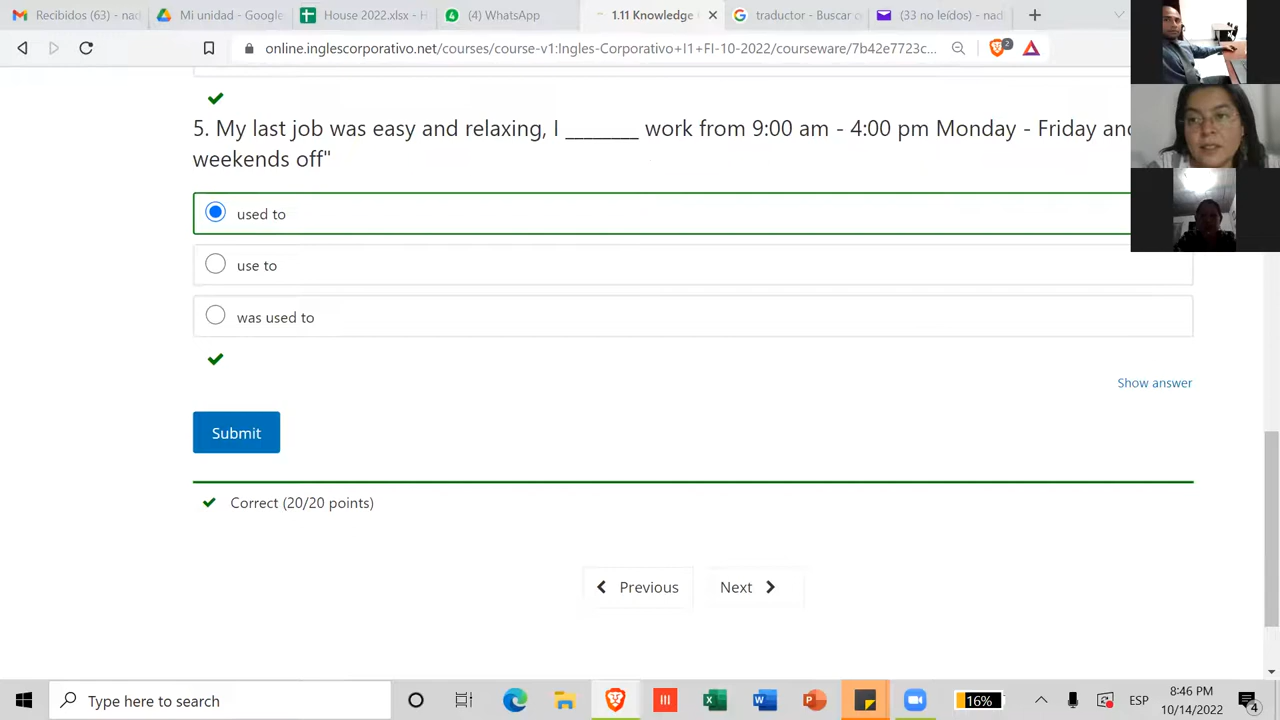 Recibidos (63) - nad
Mi unidad - Google
House 2022.xlsx - H
4
(4) WhatsApp
1.11 Knowledge
traductor - Buscar c
(33 no leídos) - nad
online.inglescorporativo.net/courses/course-v1:Ingles-Corporativo+I1+FI-10-2022/courseware/7b42e7723c...
2
5. My last job was easy and relaxing, I ________ work from 9:00 am - 4:00 pm Monday - Friday and
weekends off"
used to
use to
was used to
Show answer
Submit
Correct (20/20 points)
Previous
Next
Type here to search
16%
ESP
8:46 PM
10/14/2022
4